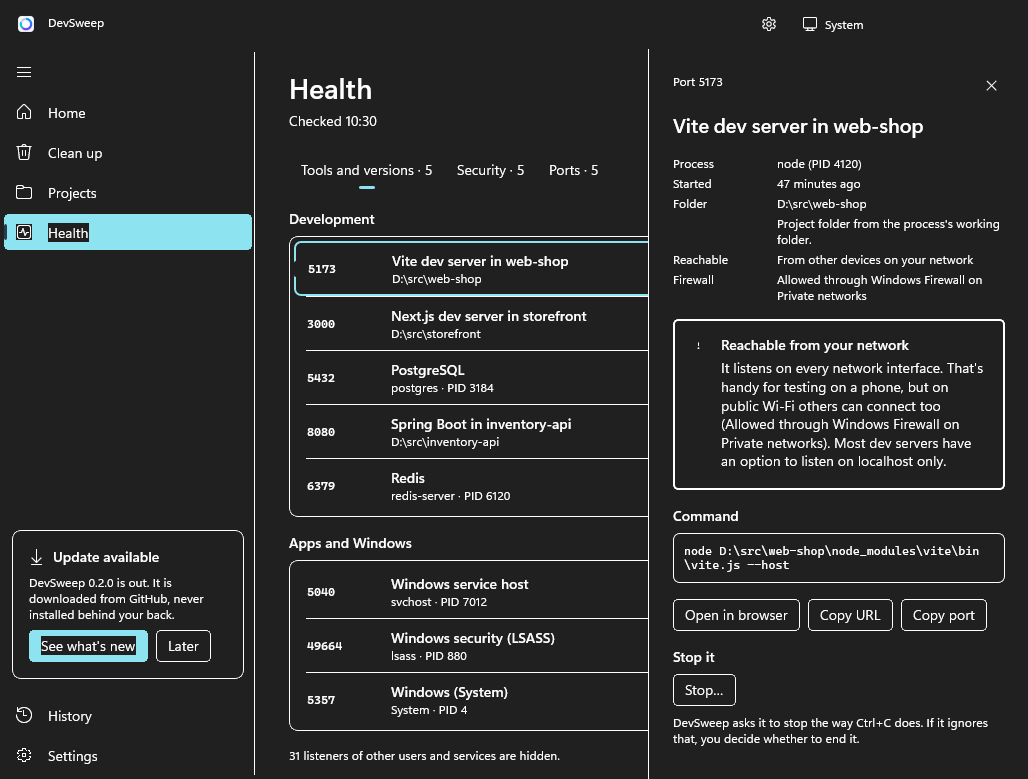 DevSweep
System
Home
Clean up
Projects
Health
Update available
DevSweep 0.2.0 is out. It is
downloaded from GitHub, never
installed behind your back.
See what's new
Later
History
Settings
Health
Checked 10:30
Tools and versions · 5
Security · 5
Ports · 5
Development
5173
Vite dev server in web-shop
D:\src\web-shop
3000
Next.js dev server in storefront
D:\src\storefront
5432
PostgreSQL
postgres · PID 3184
8080
Spring Boot in inventory-api
D:\src\inventory-api
6379
Redis
redis-server · PID 6120
Apps and Windows
5040
Windows service host
svchost · PID 7012
49664
Windows security (LSASS)
lsass · PID 880
5357
Windows (System)
System · PID 4
31 listeners of other users and services are hidden.
Port 5173
Vite dev server in web-shop
Process
node (PID 4120)
Started
47 minutes ago
Folder
D:\src\web-shop
Project folder from the process's working
folder.
Reachable
From other devices on your network
Firewall
Allowed through Windows Firewall on
Private networks
Reachable from your network
It listens on every network interface. That's
handy for testing on a phone, but on
public Wi-Fi others can connect too
(Allowed through Windows Firewall on
Private networks). Most dev servers have
an option to listen on localhost only.
Command
node D:\src\web-shop\node_modules\vite\bin
\vite.js --host
Open in browser
Copy URL
Copy port
Stop it
Stop...
DevSweep asks it to stop the way Ctrl+C does. If it ignores
that, you decide whether to end it.